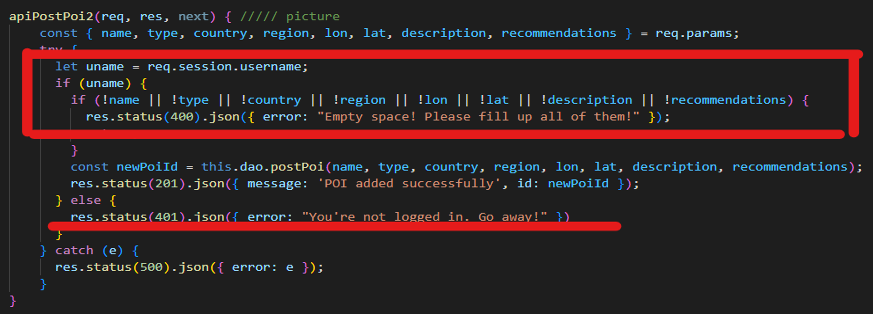 apiPostPoi2(req, res, next) { ///// picture
const { name, type, country, region, lon, lat, description, recommendations } = req.params;
try {
let uname = req.session.username;
if (uname) {
if (!name || !type || !country || !region || !lon || !lat || !description || !recommendations) {
res.status(400).json({ error: "Empty space! Please fill up all of them!" });
}
const newPoiId = this.dao.postPoi(name, type, country, region, lon, lat, description, recommendations);
res.status(201).json({ message: 'POI added successfully', id: newPoiId });
} else {
res.status(401).json({ error: "You're not logged in. Go away!" })
}
} catch (e) {
res.status(500).json({ error: e });
}
}